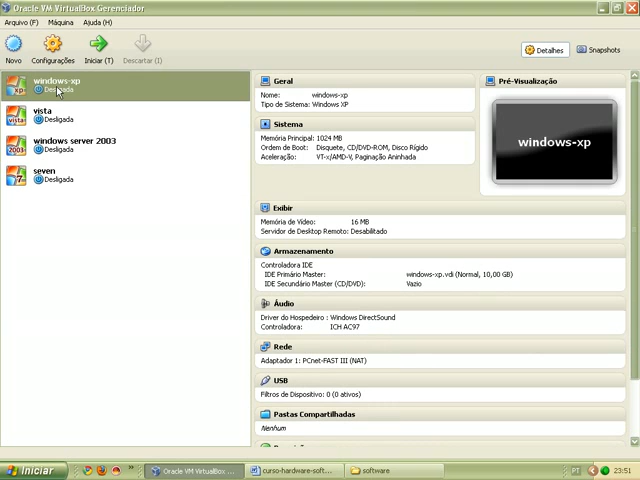 Oracle VM VirtualBox Gerenciador
Arquivo (F) Máquina Ajuda (H)
Novo Configurações Iniciar (T) Descartar (I)
Detalhes Snapshots
windows-xp
Desligada
vista
Desligada
windows server 2003
Desligada
seven
Desligada
Geral
Nome: windows-xp
Tipo de Sistema: Windows XP
Sistema
Memória Principal: 1024 MB
Ordem de Boot: Disquete, CD/DVD-ROM, Disco Rígido
Aceleração: VT-x/AMD-V, Paginação Aninhada
Pré-Visualização
windows-xp
Exibir
Memória de Vídeo: 16 MB
Servidor de Desktop Remoto: Desabilitado
Armazenamento
Controladora IDE
IDE Primário Master: windows-xp.vdi (Normal, 10,00 GB)
IDE Secundário Master (CD/DVD): Vazio
Áudio
Driver do Hospedeiro : Windows DirectSound
Controladora: ICH AC97
Rede
Adaptador 1: PCnet-FAST III (NAT)
USB
Filtros de Dispositivo: 0 (0 ativos)
Pastas Compartilhadas
Nenhum
Iniciar » Oracle VM VirtualBox ... curso-hardware-soft... software PT 23:51